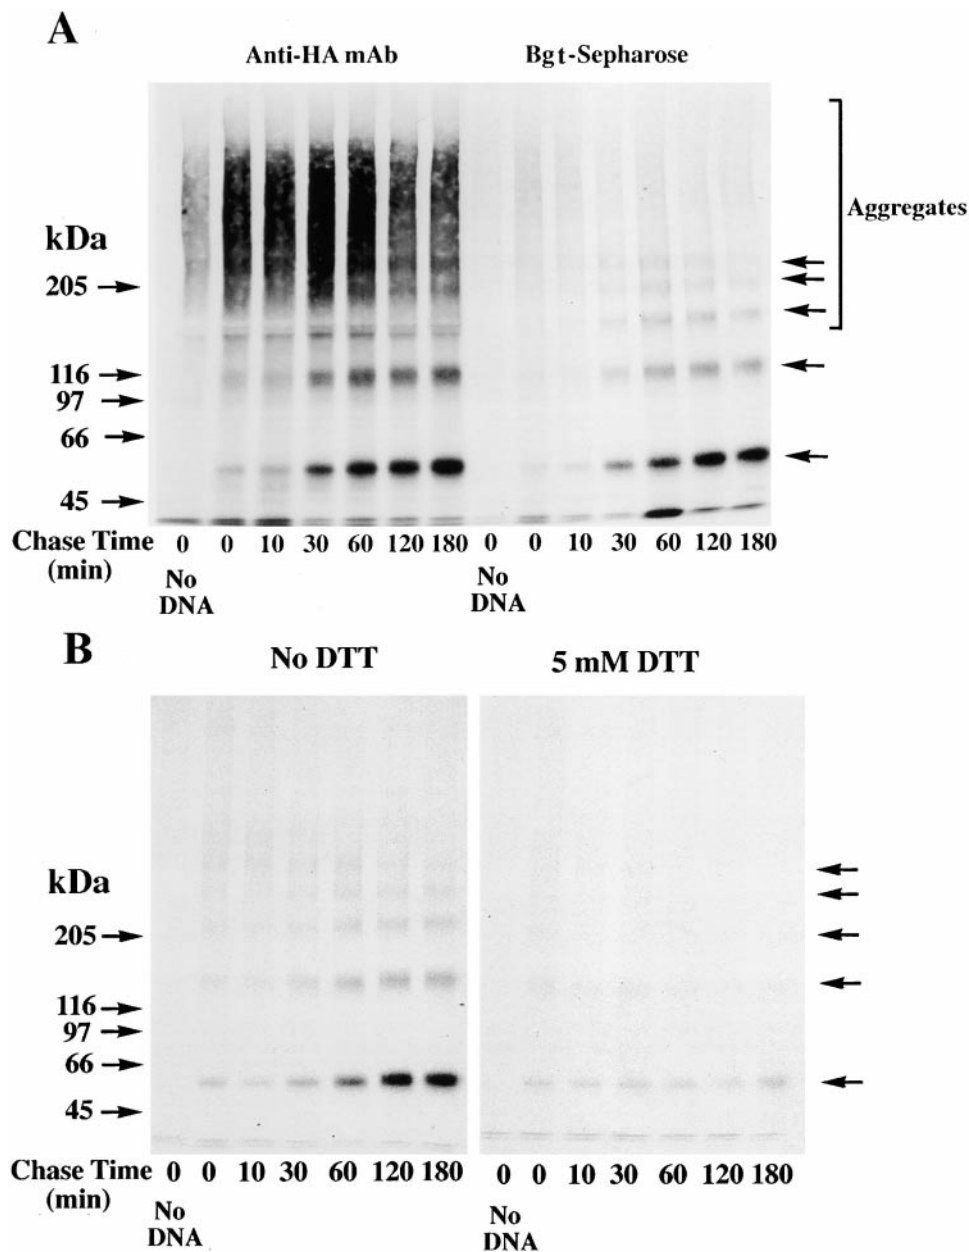 A
Anti-HA mAb Bgt-Sepharose
Aggregates
kDa
205
116
97
66
45
Chase Time 0 0 10 30 60 120 180 0 0 10 30 60 120 180
(min)
No No
DNA DNA
B
No DTT 5 mM DTT
kDa
205
116
97
66
45
Chase Time 0 0 10 30 60 120 180 0 0 10 30 60 120 180
(min)
No No
DNA DNA